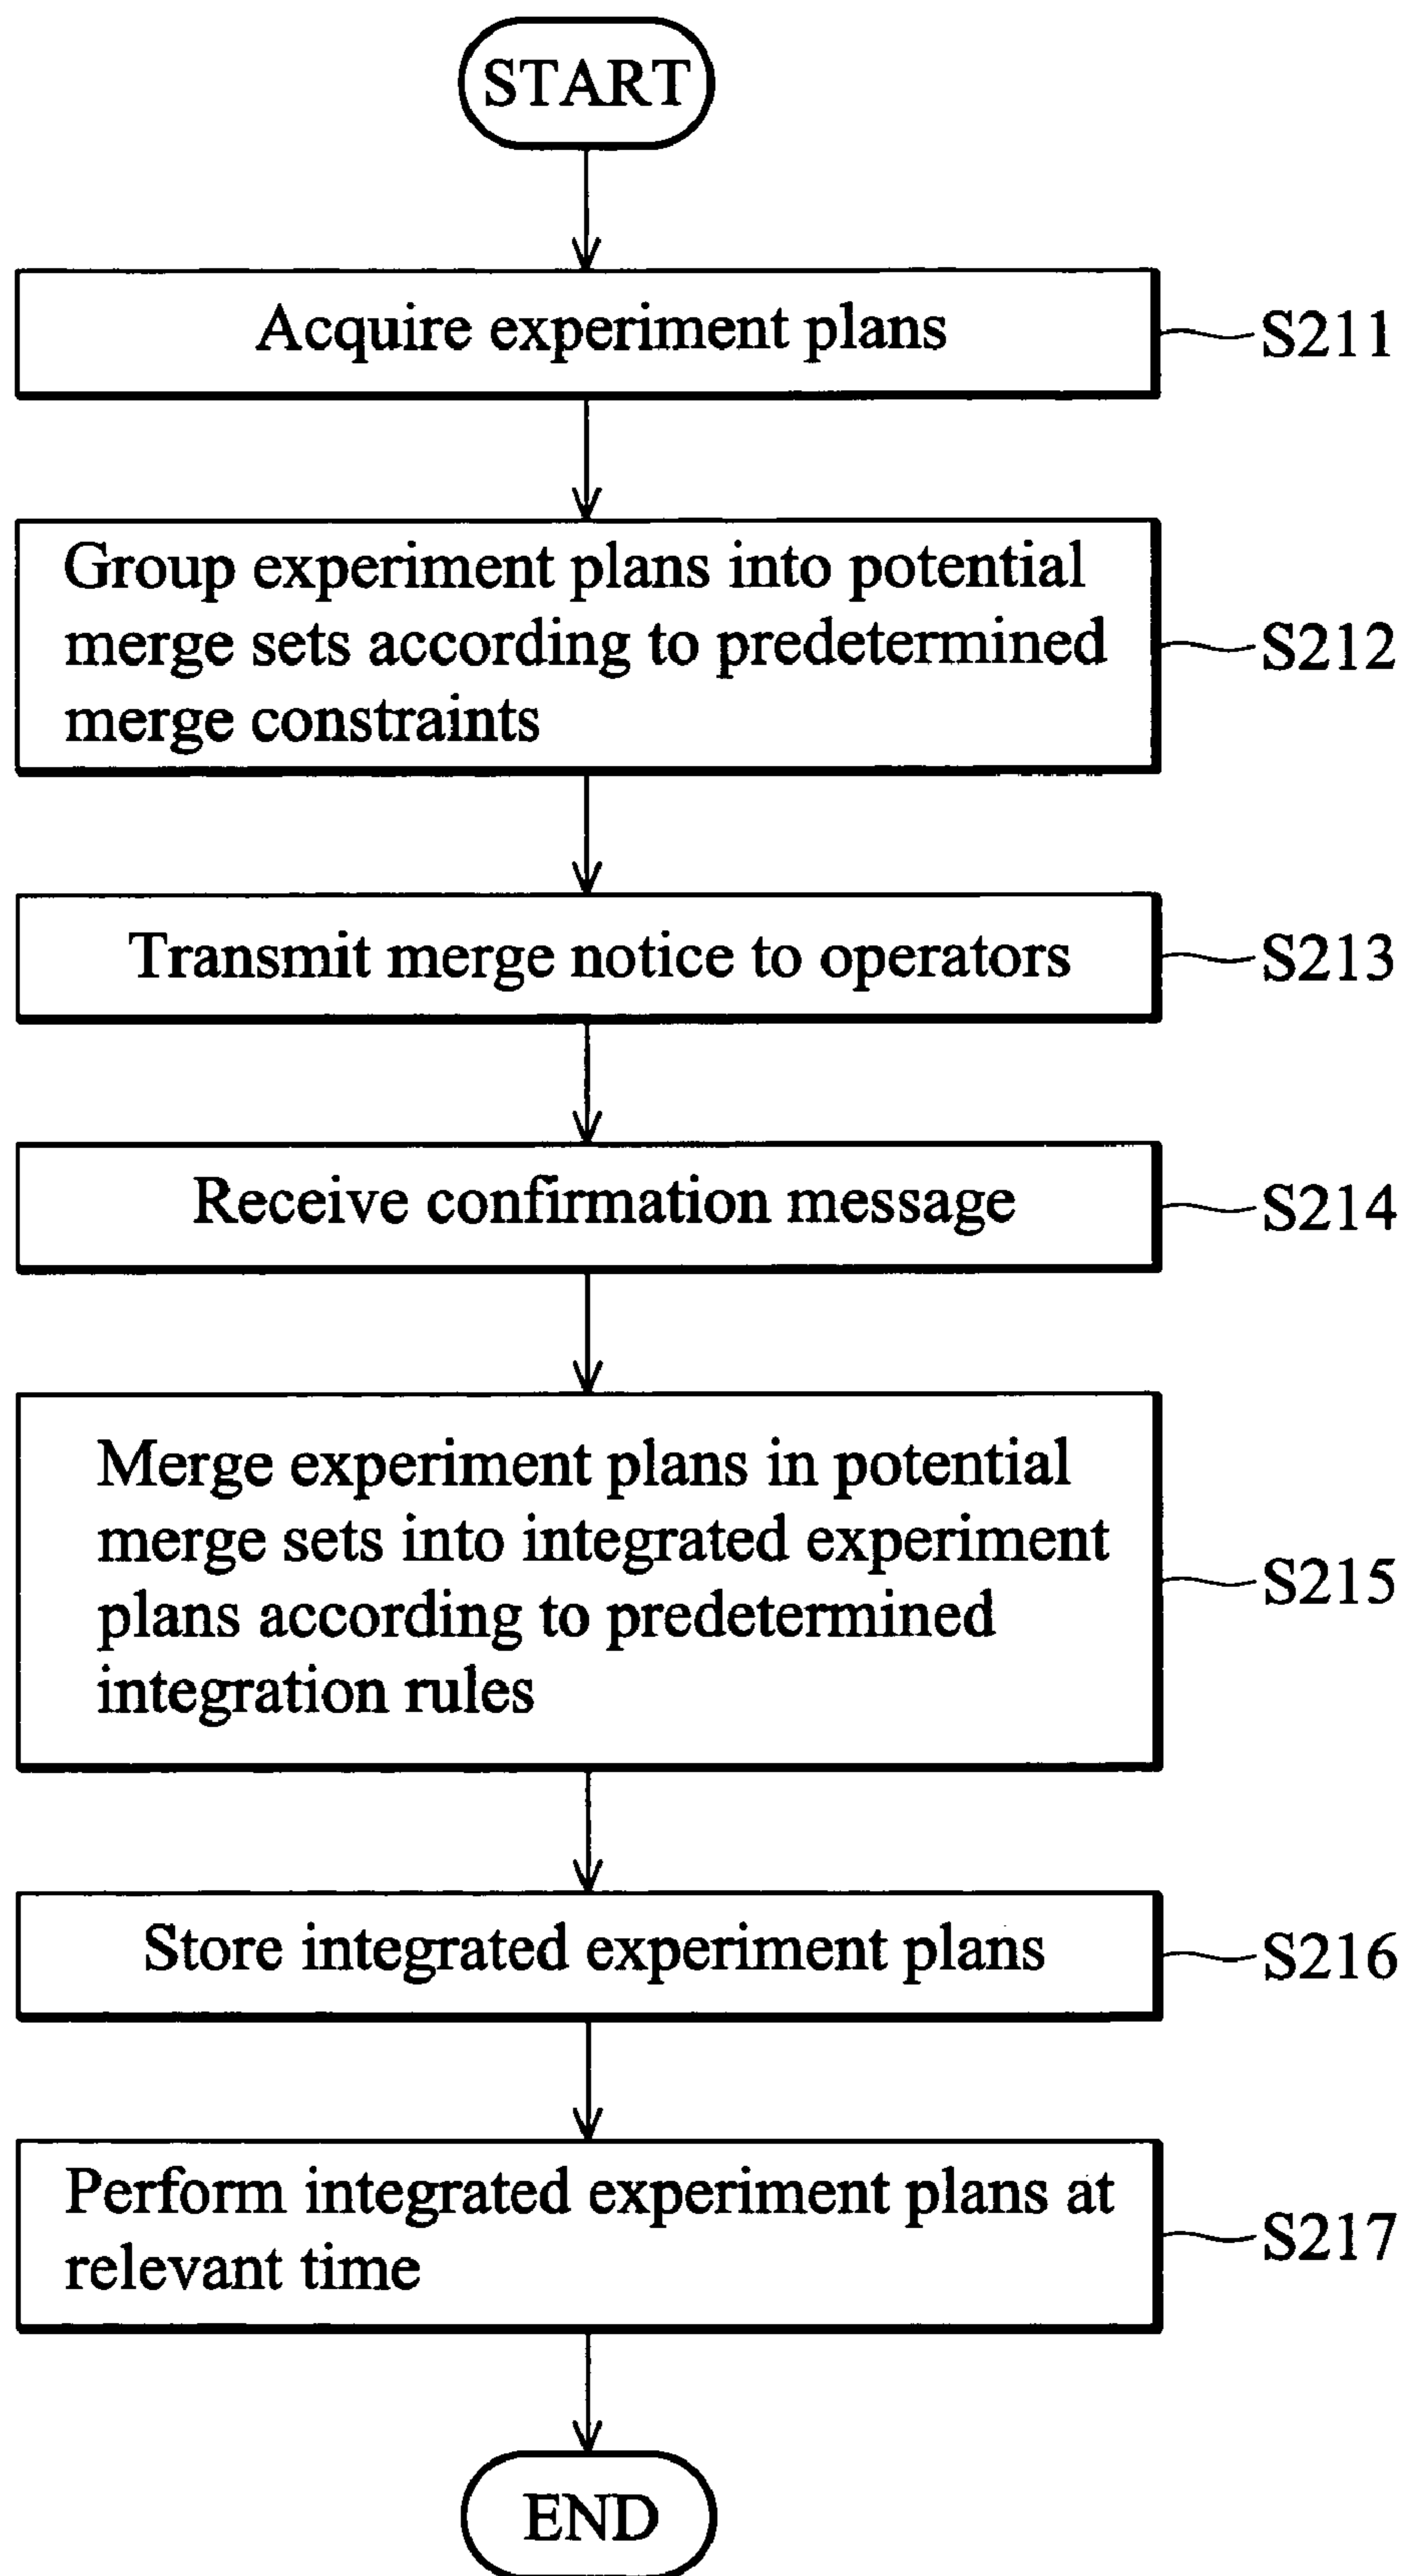 START
Acquire experiment plans
S211
Group experiment plans into potential
merge sets according to predetermined
merge constraints
S212
Transmit merge notice to operators
S213
Receive confirmation message
S214
Merge experiment plans in potential
merge sets into integrated experiment
plans according to predetermined
integration rules
S215
Store integrated experiment plans
S216
Perform integrated experiment plans at
relevant time
S217
END